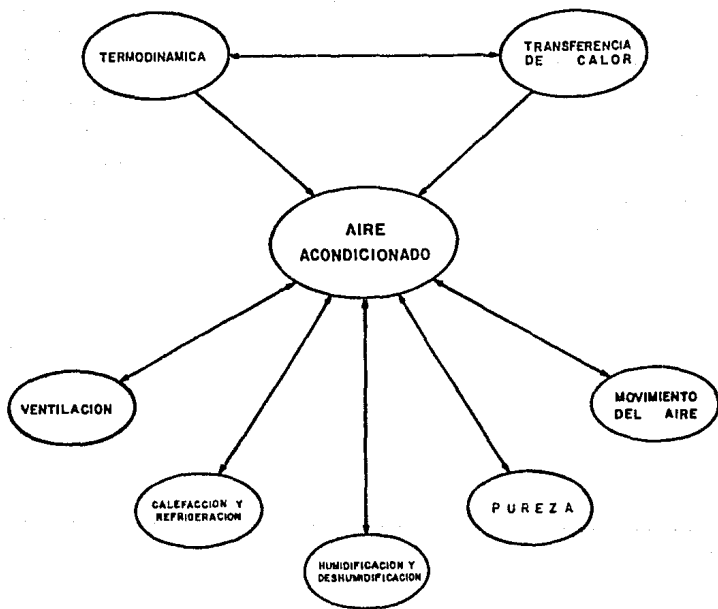 TERMODINAMICA
TRANSFERENCIA
DE CALOR
AIRE
ACONDICIONADO
VENTILACION
MOVIMIENTO
DEL AIRE
CALEFACCION Y
REFRIGERACION
PUREZA
HUMIDIFICACION Y
DESHUMIDIFICACION